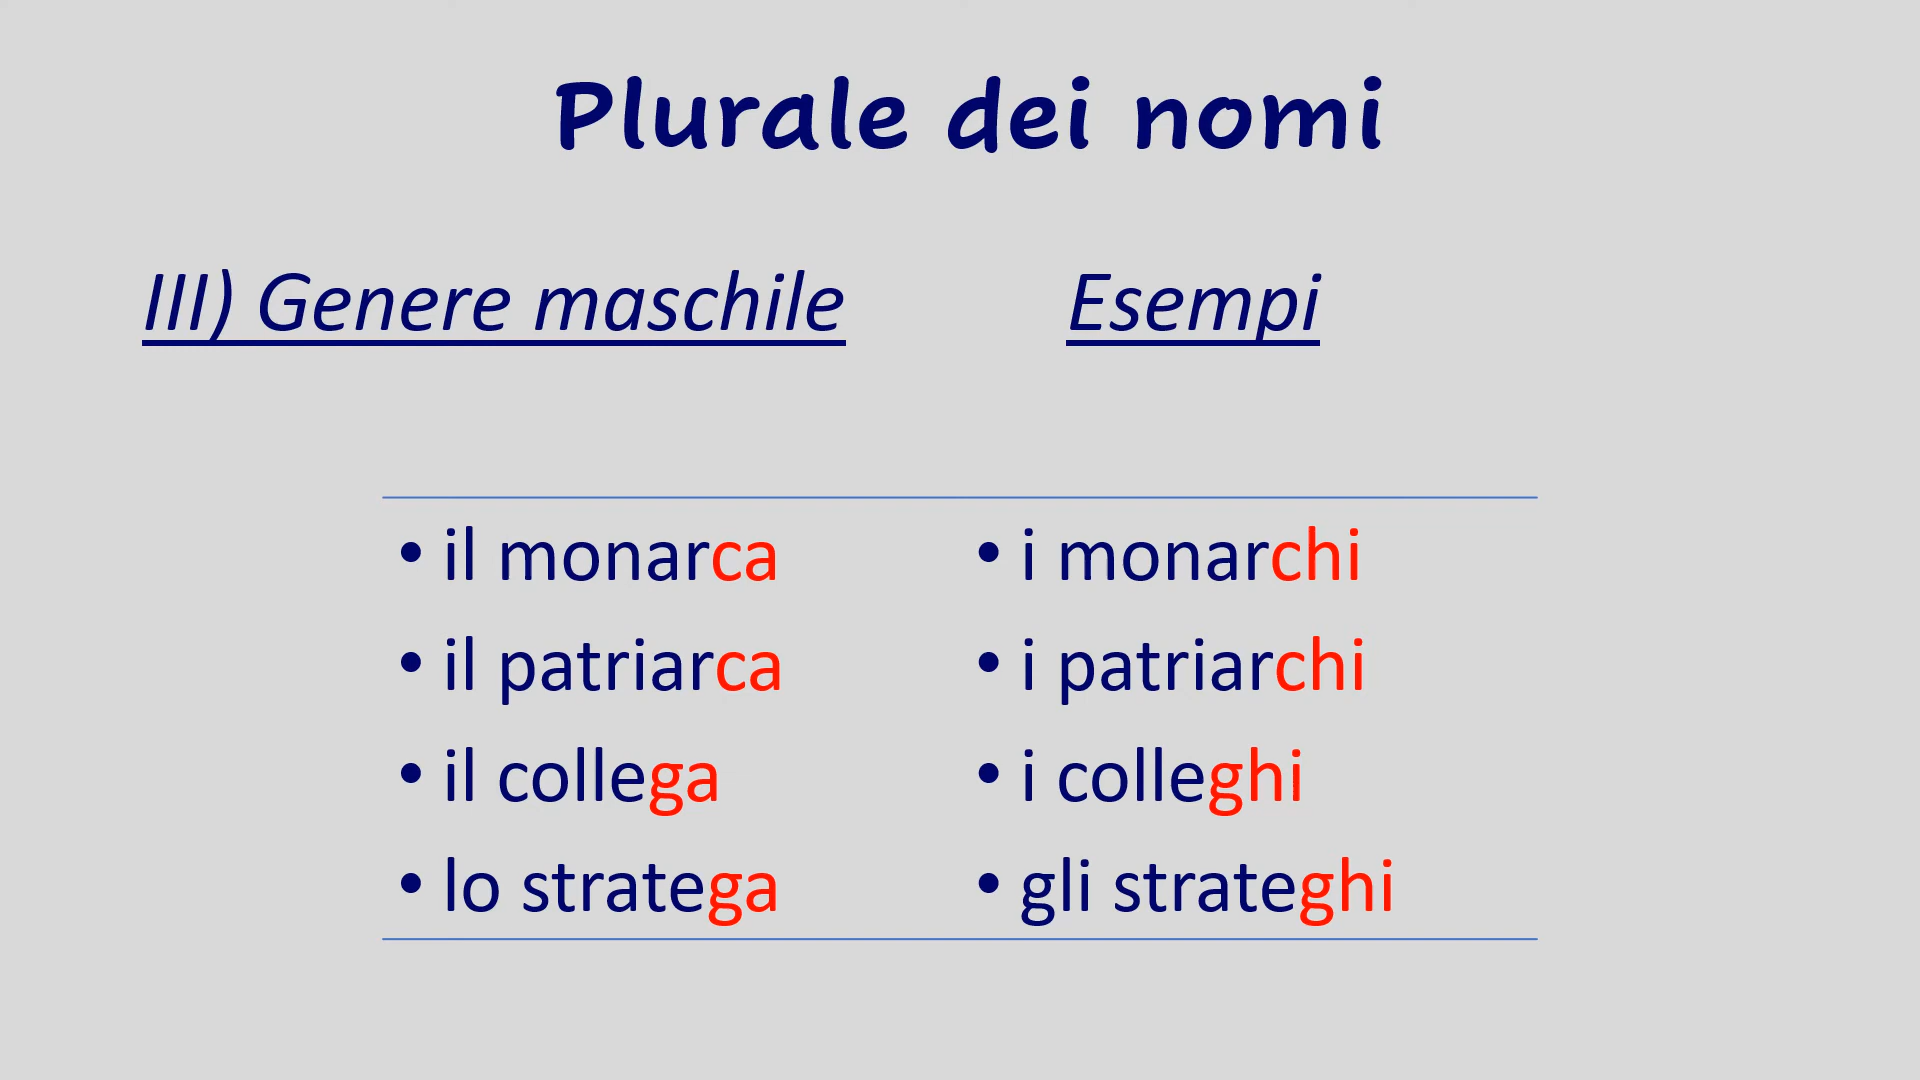 Plurale dei nomi
III) Genere maschile Esempi
• il monarca • i monarchi
• il patriarca • i patriarchi
• il collega • i colleghi
• lo stratega • gli strateghi